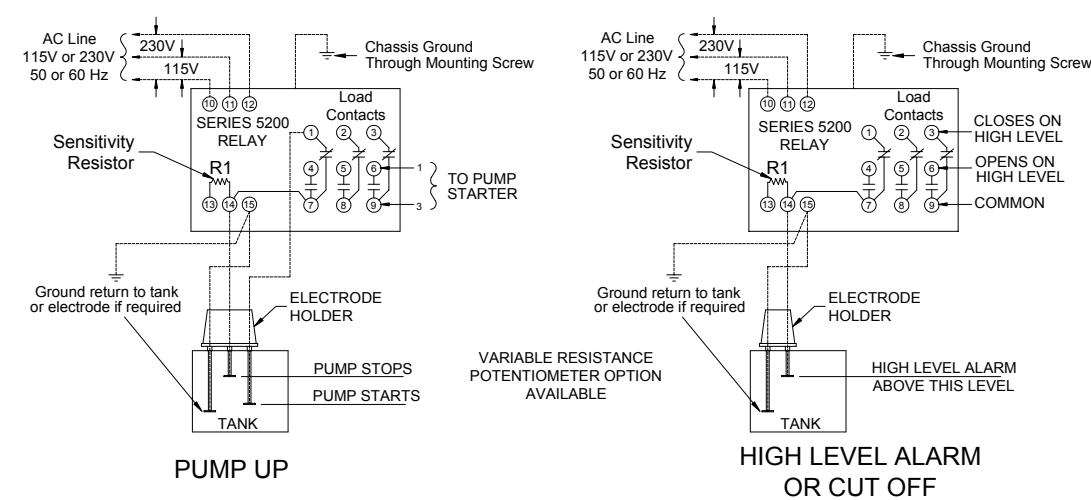 AC Line
115V or 230V
50 or 60 Hz
230V
115V
Chassis Ground
Through Mounting Screw
10 11 12
SERIES 5200
RELAY
Load
Contacts
1 2 3
4 5 6
7 8 9
Sensitivity
Resistor
R1
13 14 15
1
3
TO PUMP
STARTER
Ground return to tank
or electrode if required
ELECTRODE
HOLDER
PUMP STOPS
PUMP STARTS
TANK
PUMP UP
VARIABLE RESISTANCE
POTENTIOMETER OPTION
AVAILABLE
AC Line
115V or 230V
50 or 60 Hz
230V
115V
Chassis Ground
Through Mounting Screw
10 11 12
SERIES 5200
RELAY
Load
Contacts
1 2 3
4 5 6
7 8 9
CLOSES ON
HIGH LEVEL
OPENS ON
HIGH LEVEL
COMMON
Sensitivity
Resistor
R1
13 14 15
Ground return to tank
or electrode if required
ELECTRODE
HOLDER
HIGH LEVEL ALARM
ABOVE THIS LEVEL
TANK
HIGH LEVEL ALARM
OR CUT OFF